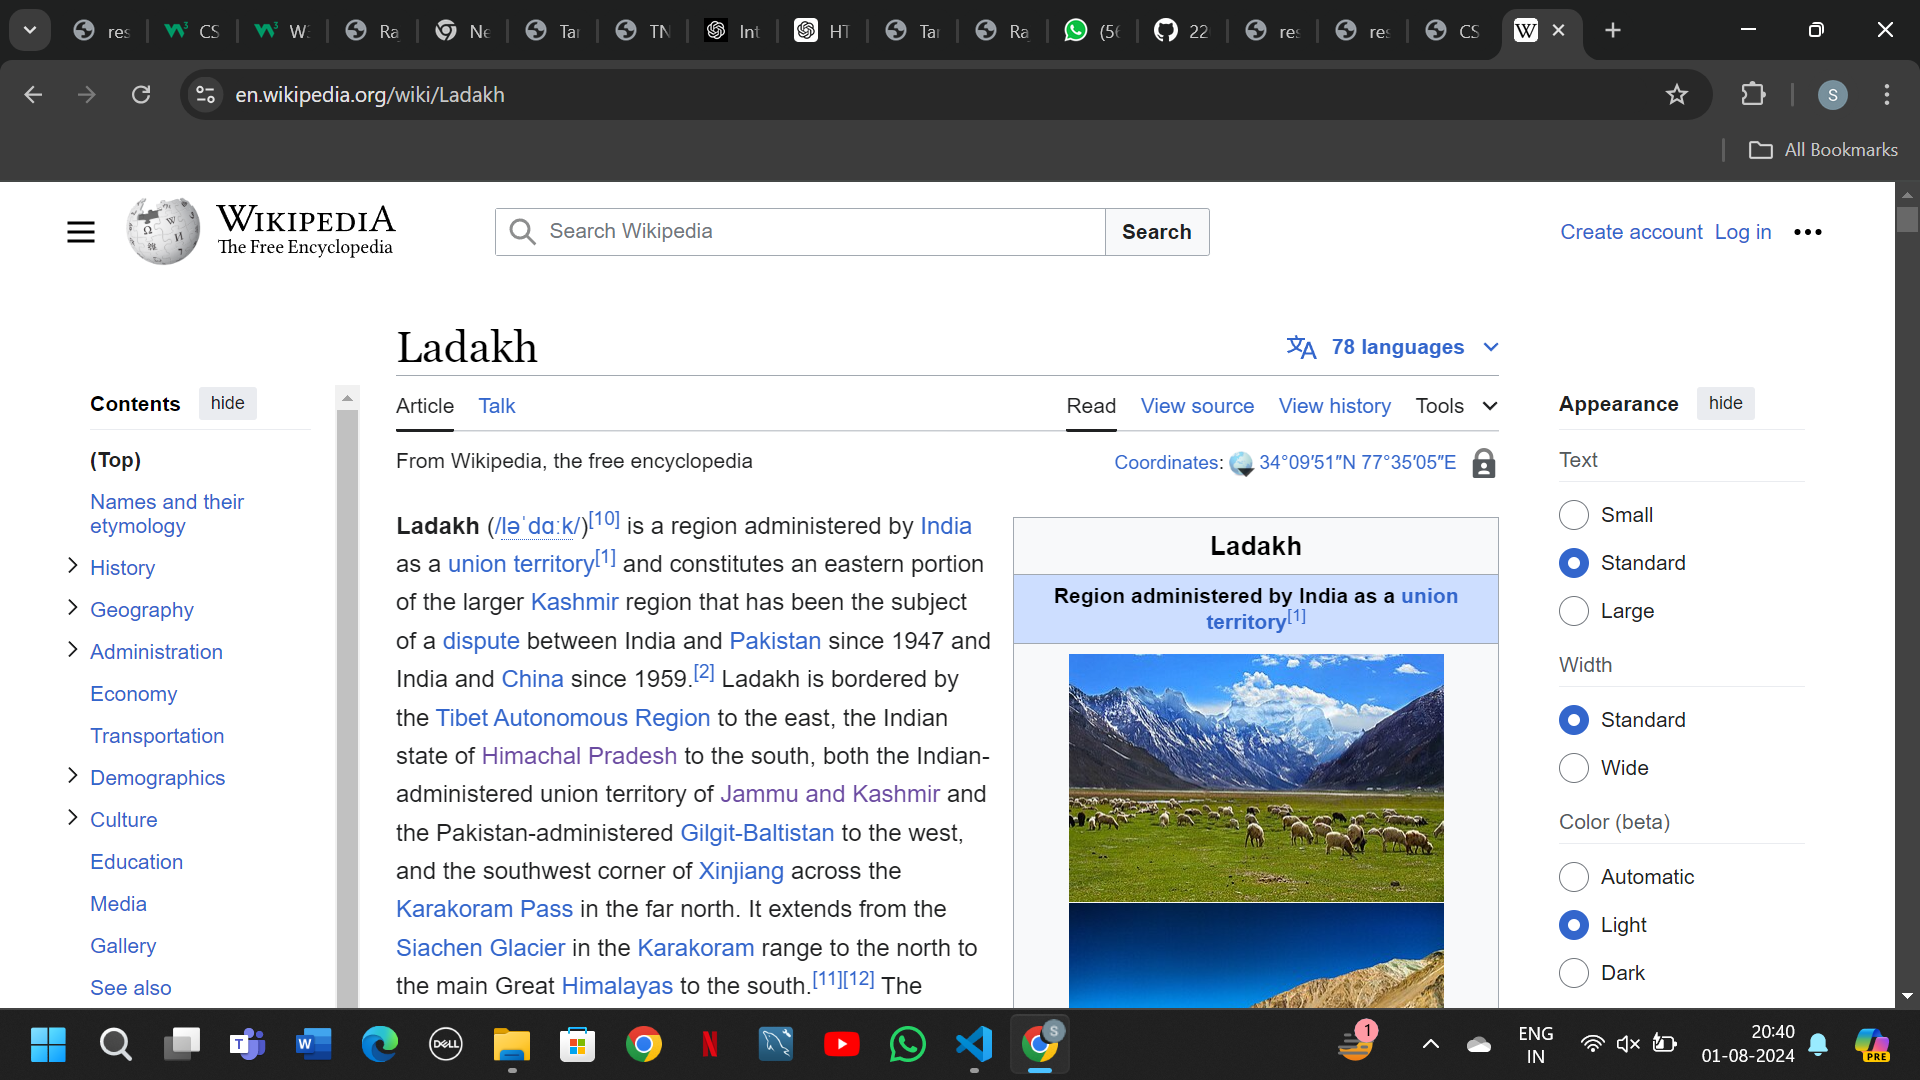 res
CS
W3
Ra
Ne
Tar
TN
Int
HT
Tar
Ra
(56
22
res
res
CS
en.wikipedia.org/wiki/Ladakh
S
All Bookmarks
WIKIPEDIA
The Free Encyclopedia
Search Wikipedia
Search
Create account Log in
Ladakh
78 languages
Contents hide
Article Talk
Read View source View history Tools
Appearance hide
(Top)
Names and their
etymology
History
Geography
Administration
Economy
Transportation
Demographics
Culture
Education
Media
Gallery
See also
From Wikipedia, the free encyclopedia
Coordinates: 34°09′51″N 77°35′05″E
Ladakh (/ləˈdɑːk/)[10] is a region administered by India
as a union territory[1] and constitutes an eastern portion
of the larger Kashmir region that has been the subject
of a dispute between India and Pakistan since 1947 and
India and China since 1959.[2] Ladakh is bordered by
the Tibet Autonomous Region to the east, the Indian
state of Himachal Pradesh to the south, both the Indian-
administered union territory of Jammu and Kashmir and
the Pakistan-administered Gilgit-Baltistan to the west,
and the southwest corner of Xinjiang across the
Karakoram Pass in the far north. It extends from the
Siachen Glacier in the Karakoram range to the north to
the main Great Himalayas to the south.[11][12] The
Ladakh
Region administered by India as a union
territory[1]
Text
Small
Standard
Large
Width
Standard
Wide
Color (beta)
Automatic
Light
Dark
DELL
S
1
ENG
IN
20:40
01-08-2024
PRE